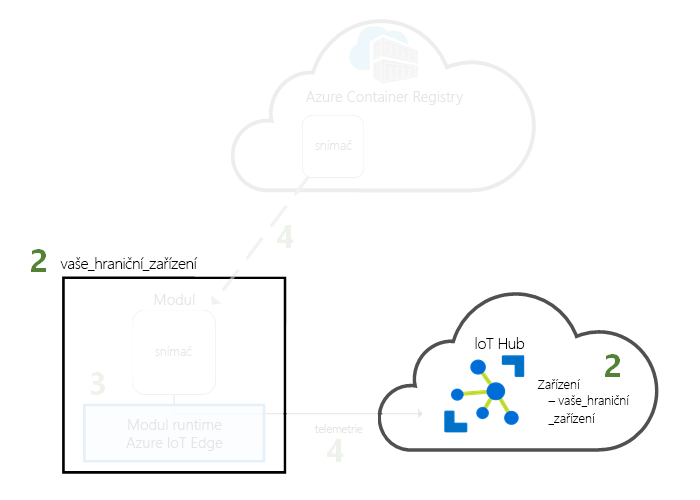 Azure Container Registry
snímač
4
2 vaše_hraniční_zařízení
Modul
snímač
3
Modul runtime
Azure IoT Edge
telemetrie
4
IoT Hub
2
Zařízení
– vaše_hraniční
_zařízení